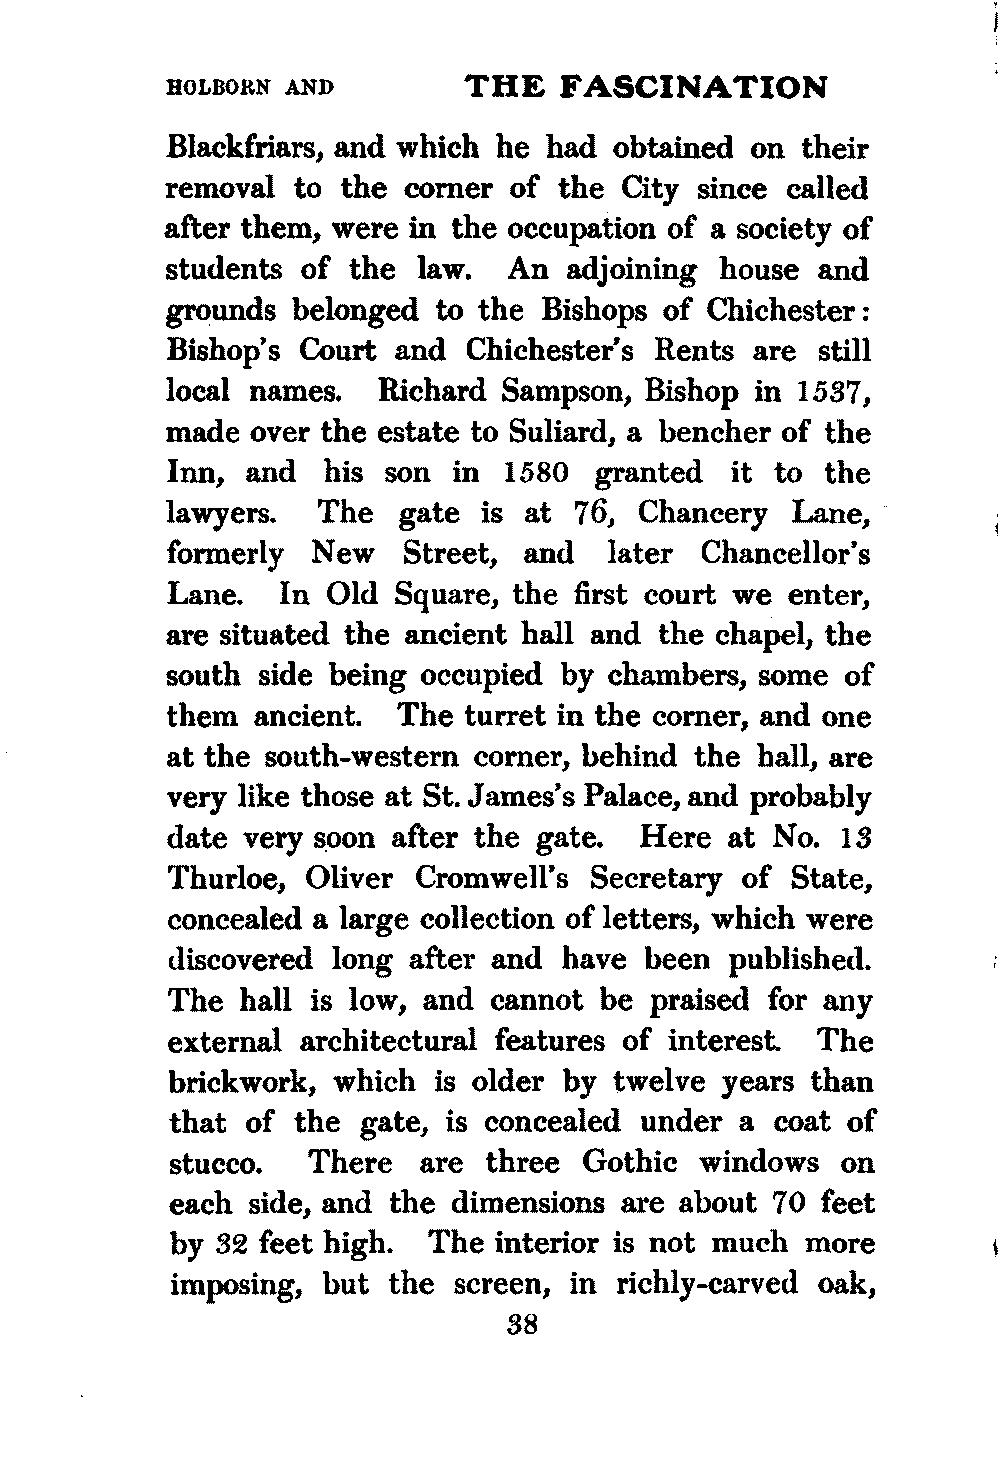 HOLBORN AND THE FASCINATION
Blackfriars, and which he had obtained on their
removal to the corner of the City since called
after them, were in the occupation of a society of
students of the law. An adjoining house and
grounds belonged to the Bishops of Chichester:
Bishop's Court and Chichester's Rents are still
local names. Richard Sampson, Bishop in 1537,
made over the estate to Suliard, a bencher of the
Inn, and his son in 1580 granted it to the
lawyers. The gate is at 76, Chancery Lane,
formerly New Street, and later Chancellor's
Lane. In Old Square, the first court we enter,
are situated the ancient hall and the chapel, the
south side being occupied by chambers, some of
them ancient. The turret in the corner, and one
at the south-western corner, behind the hall, are
very like those at St. James's Palace, and probably
date very soon after the gate. Here at No. 13
Thurloe, Oliver Cromwell's Secretary of State,
concealed a large collection of letters, which were
discovered long after and have been published.
The hall is low, and cannot be praised for any
external architectural features of interest. The
brickwork, which is older by twelve years than
that of the gate, is concealed under a coat of
stucco. There are three Gothic windows on
each side, and the dimensions are about 70 feet
by 32 feet high. The interior is not much more
imposing, but the screen, in richly-carved oak,
38